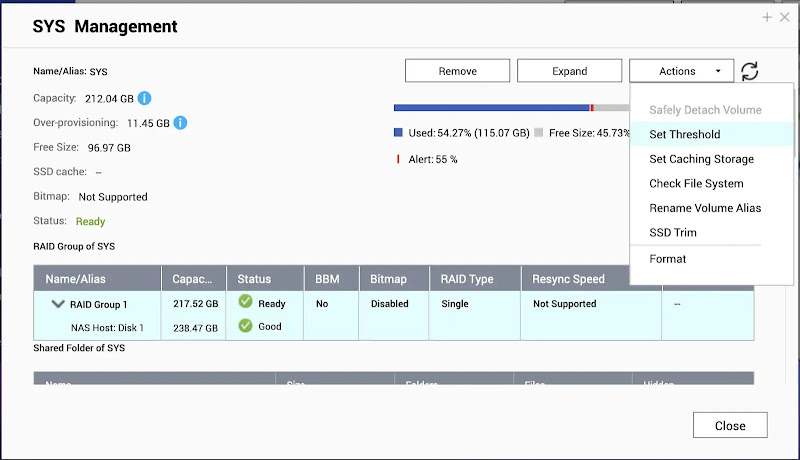 SYS Management
Name/Alias: SYS
Remove
Expand
Actions
Capacity: 212.04 GB
Over-provisioning: 11.45 GB
Free Size: 96.97 GB
SSD cache: --
Bitmap: Not Supported
Status: Ready
Used: 54.27% (115.07 GB) Free Size: 45.73%
Alert: 55 %
Safely Detach Volume
Set Threshold
Set Caching Storage
Check File System
Rename Volume Alias
SSD Trim
Format
RAID Group of SYS
Name/Alias Capac... Status BBM Bitmap RAID Type Resync Speed
RAID Group 1 217.52 GB Ready No Disabled Single Not Supported --
NAS Host: Disk 1 238.47 GB Good
Shared Folder of SYS
Name Size Folders Files Hidden
Close